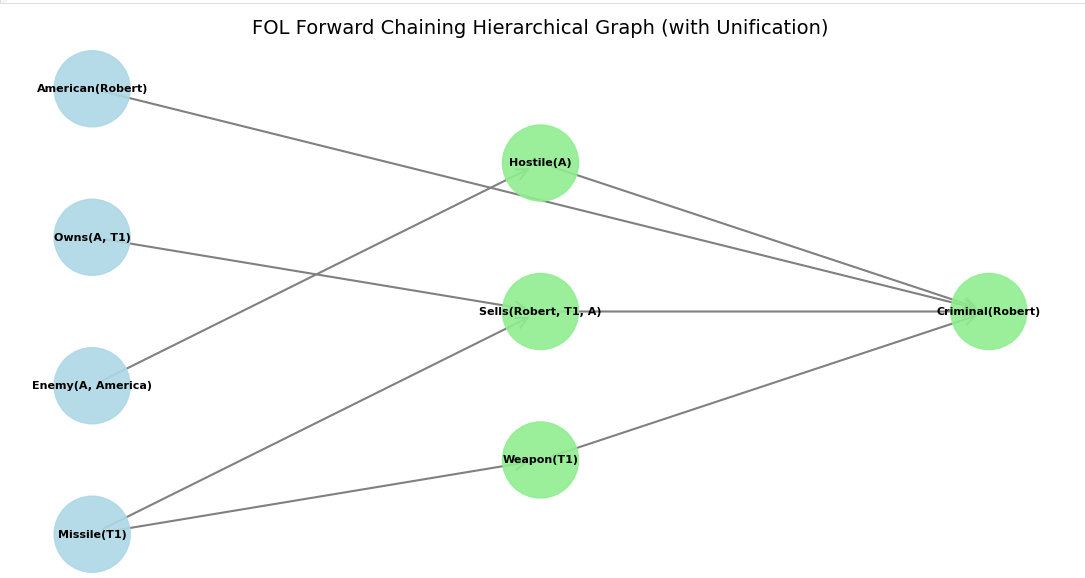 FOL Forward Chaining Hierarchical Graph (with Unification)
American(Robert)
Owns(A, T1)
Enemy(A, America)
Missile(T1)
Hostile(A)
Sells(Robert, T1, A)
Weapon(T1)
Criminal(Robert)